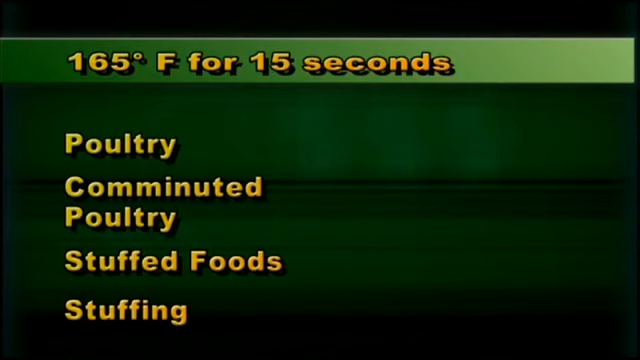 165° F for 15 seconds
Poultry
Comminuted
Poultry
Stuffed Foods
Stuffing